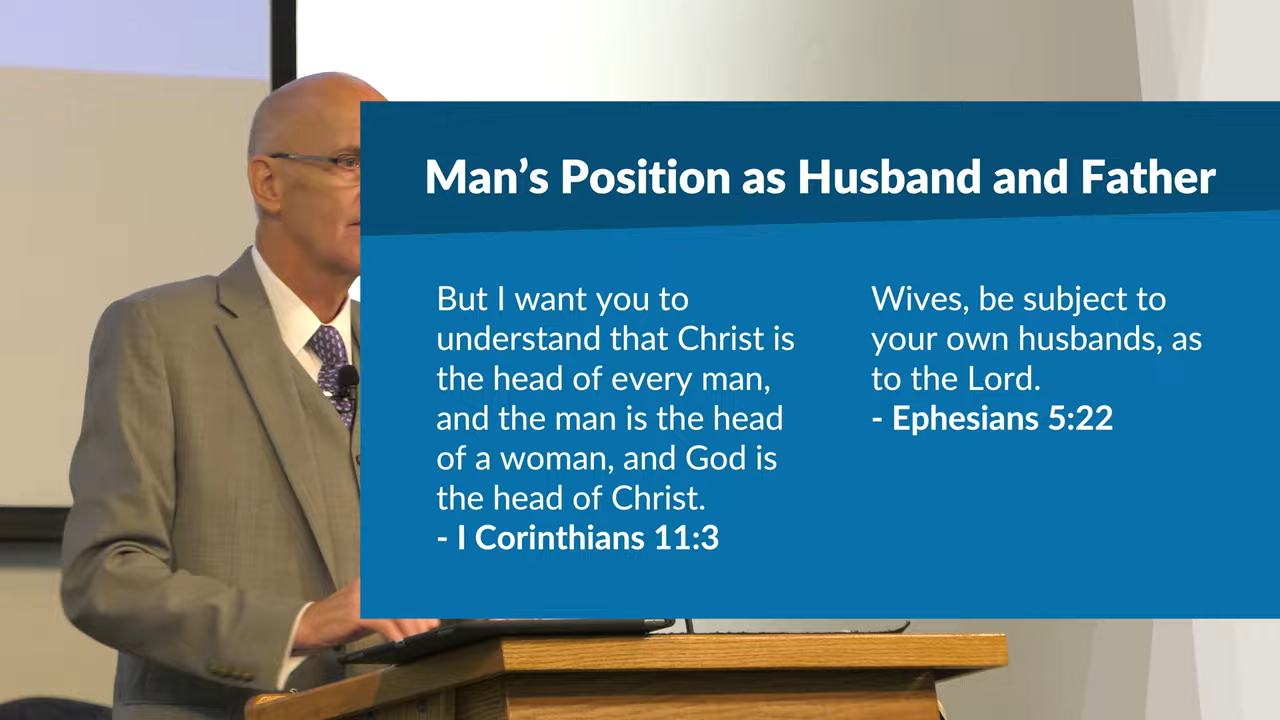 Man’s Position as Husband and Father
But I want you to
understand that Christ is
the head of every man,
and the man is the head
of a woman, and God is
the head of Christ.
- I Corinthians 11:3
Wives, be subject to
your own husbands, as
to the Lord.
- Ephesians 5:22